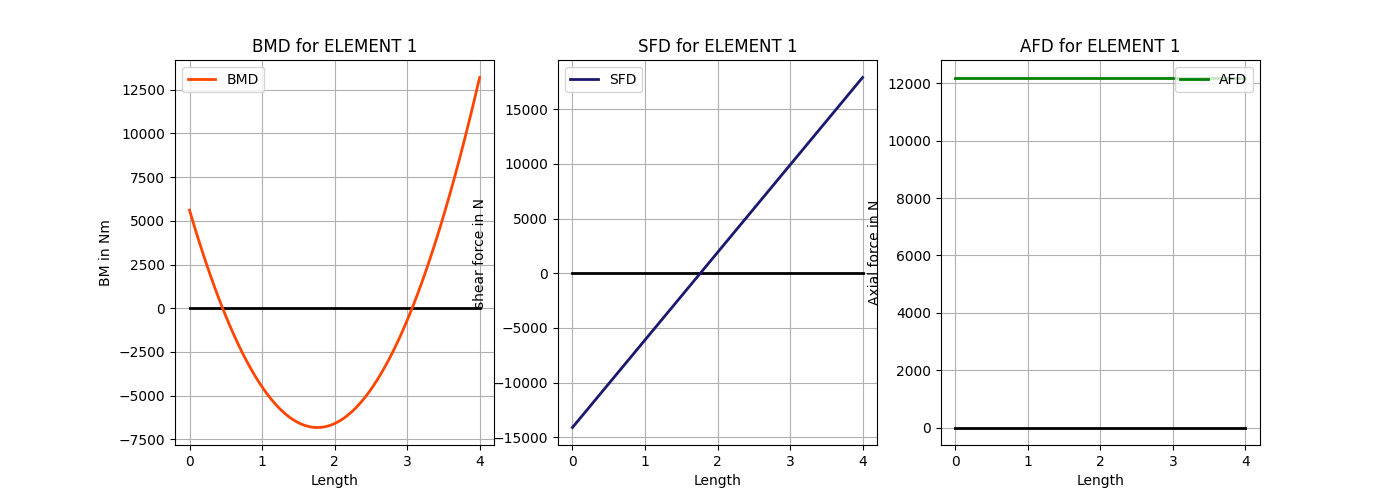 BMD for ELEMENT 1
BMD
12500
10000
7500
5000
2500
0
−2500
−5000
−7500
BM in Nm
0 1 2 3 4
Length
SFD for ELEMENT 1
SFD
15000
10000
5000
0
−5000
−10000
−15000
shear force in N
0 1 2 3 4
Length
AFD for ELEMENT 1
AFD
12000
10000
8000
6000
4000
2000
0
Axial force in N
0 1 2 3 4
Length